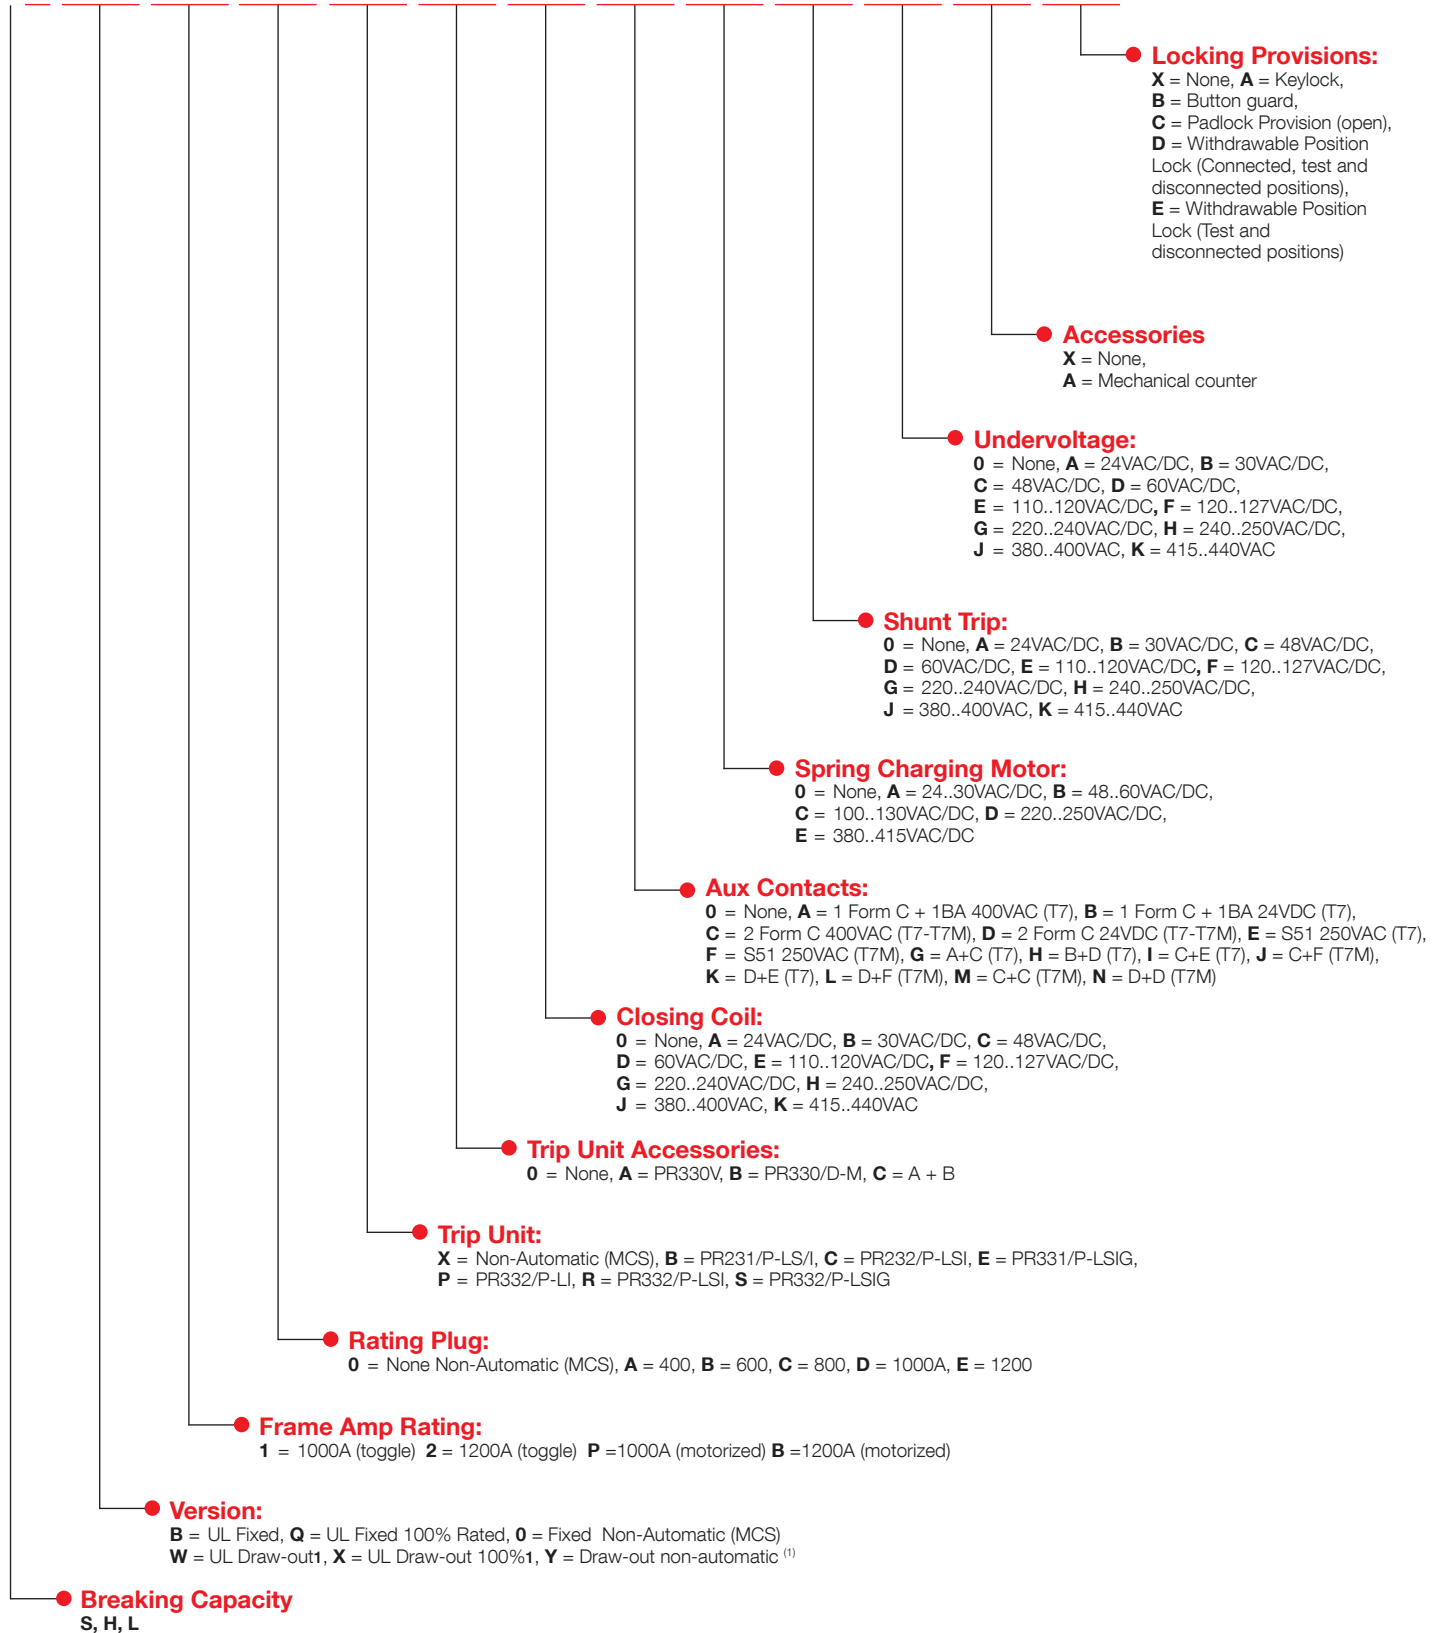 Locking Provisions:
X = None, A = Keylock,
B = Button guard,
C = Padlock Provision (open),
D = Withdrawable Position
Lock (Connected, test and
disconnected positions),
E = Withdrawable Position
Lock (Test and
disconnected positions)
Accessories
X = None,
A = Mechanical counter
Undervoltage:
0 = None, A = 24VAC/DC, B = 30VAC/DC,
C = 48VAC/DC, D = 60VAC/DC,
E = 110..120VAC/DC, F = 120..127VAC/DC,
G = 220..240VAC/DC, H = 240..250VAC/DC,
J = 380..400VAC, K = 415..440VAC
Shunt Trip:
0 = None, A = 24VAC/DC, B = 30VAC/DC, C = 48VAC/DC,
D = 60VAC/DC, E = 110..120VAC/DC, F = 120..127VAC/DC,
G = 220..240VAC/DC, H = 240..250VAC/DC,
J = 380..400VAC, K = 415..440VAC
Spring Charging Motor:
0 = None, A = 24..30VAC/DC, B = 48..60VAC/DC,
C = 100..130VAC/DC, D = 220..250VAC/DC,
E = 380..415VAC/DC
Aux Contacts:
0 = None, A = 1 Form C + 1BA 400VAC (T7), B = 1 Form C + 1BA 24VDC (T7),
C = 2 Form C 400VAC (T7-T7M), D = 2 Form C 24VDC (T7-T7M), E = S51 250VAC (T7),
F = S51 250VAC (T7M), G = A+C (T7), H = B+D (T7), I = C+E (T7), J = C+F (T7M),
K = D+E (T7), L = D+F (T7M), M = C+C (T7M), N = D+D (T7M)
Closing Coil:
0 = None, A = 24VAC/DC, B = 30VAC/DC, C = 48VAC/DC,
D = 60VAC/DC, E = 110..120VAC/DC, F = 120..127VAC/DC,
G = 220..240VAC/DC, H = 240..250VAC/DC,
J = 380..400VAC, K = 415..440VAC
Trip Unit Accessories:
0 = None, A = PR330V, B = PR330/D-M, C = A + B
Trip Unit:
X = Non-Automatic (MCS), B = PR231/P-LS/I, C = PR232/P-LSI, E = PR331/P-LSIG,
P = PR332/P-LI, R = PR332/P-LSI, S = PR332/P-LSIG
Rating Plug:
0 = None Non-Automatic (MCS), A = 400, B = 600, C = 800, D = 1000A, E = 1200
Frame Amp Rating:
1 = 1000A (toggle) 2 = 1200A (toggle) P =1000A (motorized) B =1200A (motorized)
Version:
B = UL Fixed, Q = UL Fixed 100% Rated, 0 = Fixed Non-Automatic (MCS)
W = UL Draw-out1, X = UL Draw-out 100%1, Y = Draw-out non-automatic (1)
Breaking Capacity
S, H, L